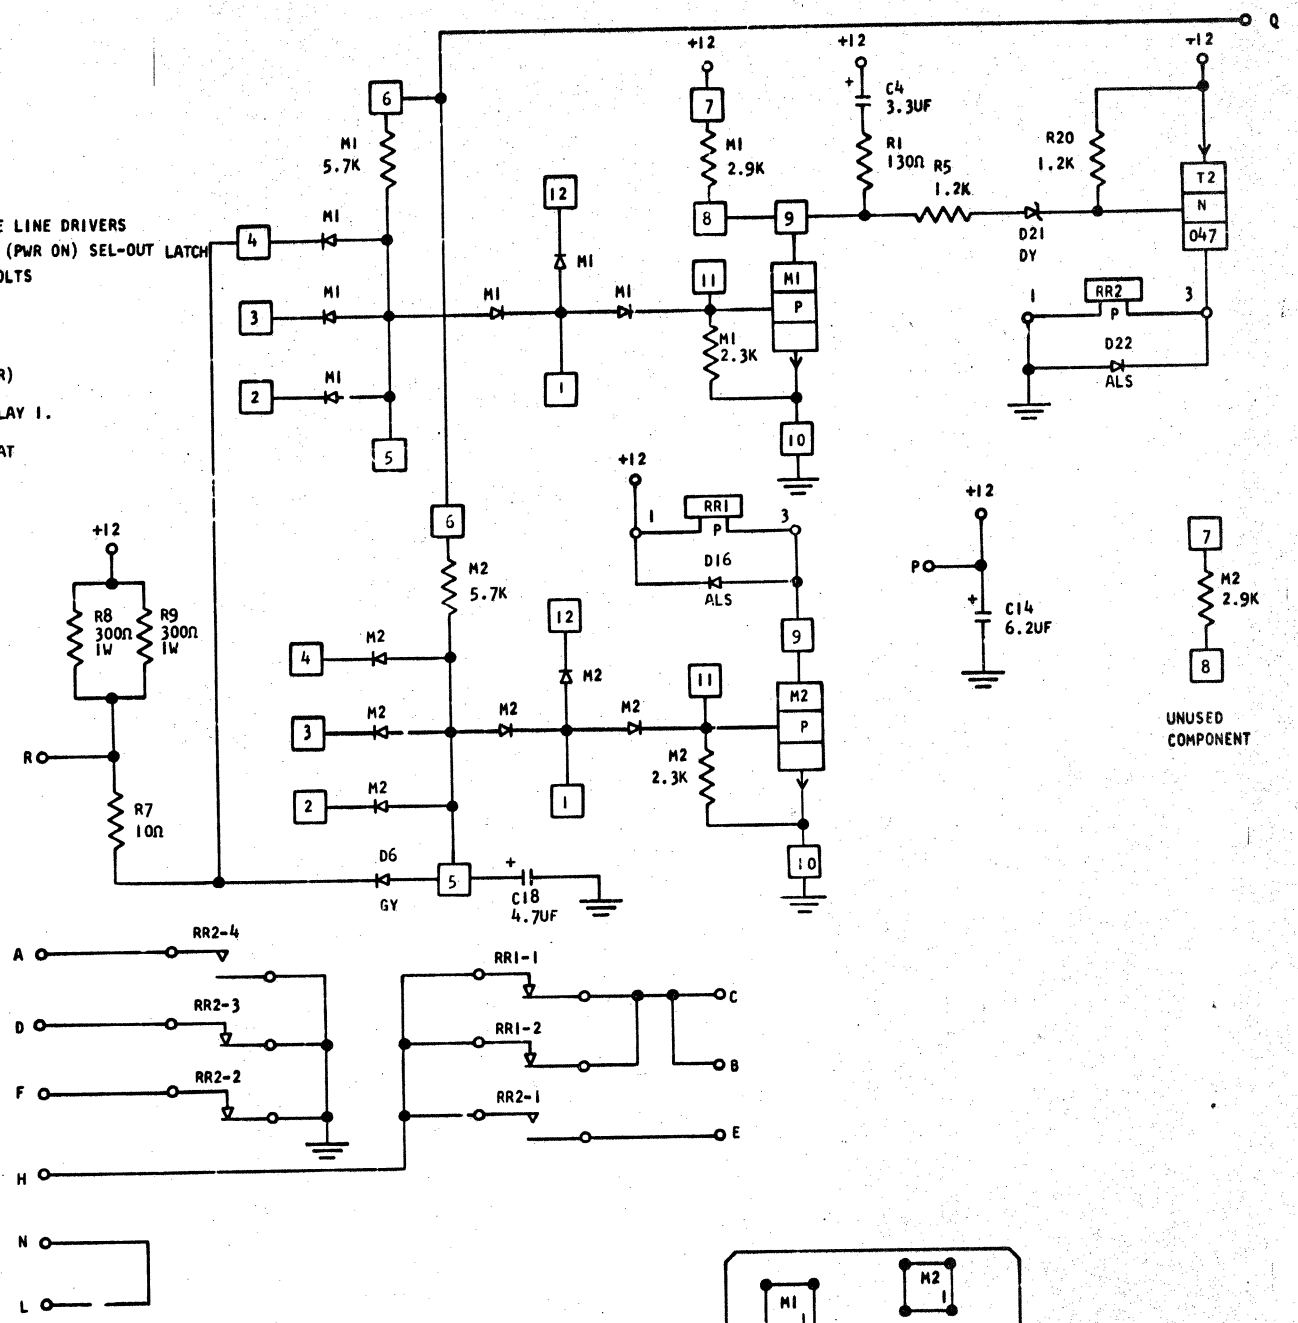 Q
+12
+12
+12
6
C4
3.3UF
7
M1
5.7K
M1
2.9K
R1
130Ω
R5
1.2K
R20
1.2K
T2
N
047
12
8
9
E LINE DRIVERS
(PWR ON) SEL-OUT LATCH
OLTS
4
M1
D21
DY
M1
11
M1
P
3
M1
M1
M1
1
RR2
P
3
M1
2.3K
D22
ALS
R)
LAY 1.
AT
2
M1
1
5
10
+12
+12
RR1
1
P
3
6
7
+12
D16
ALS
P
M2
5.7K
M2
2.9K
C14
6.2UF
R8
300Ω
1W
R9
300Ω
1W
12
9
4
M2
M2
11
8
M2
P
3
M2
M2
M2
UNUSED
COMPONENT
R
M2
2.3K
2
M2
1
R7
10Ω
D6
GY
5
+
C18
4.7UF
10
A
RR2-4
RR1-1
C
D
RR2-3
RR1-2
B
F
RR2-2
RR2-1
E
H
N
L
M1
1
M2
1